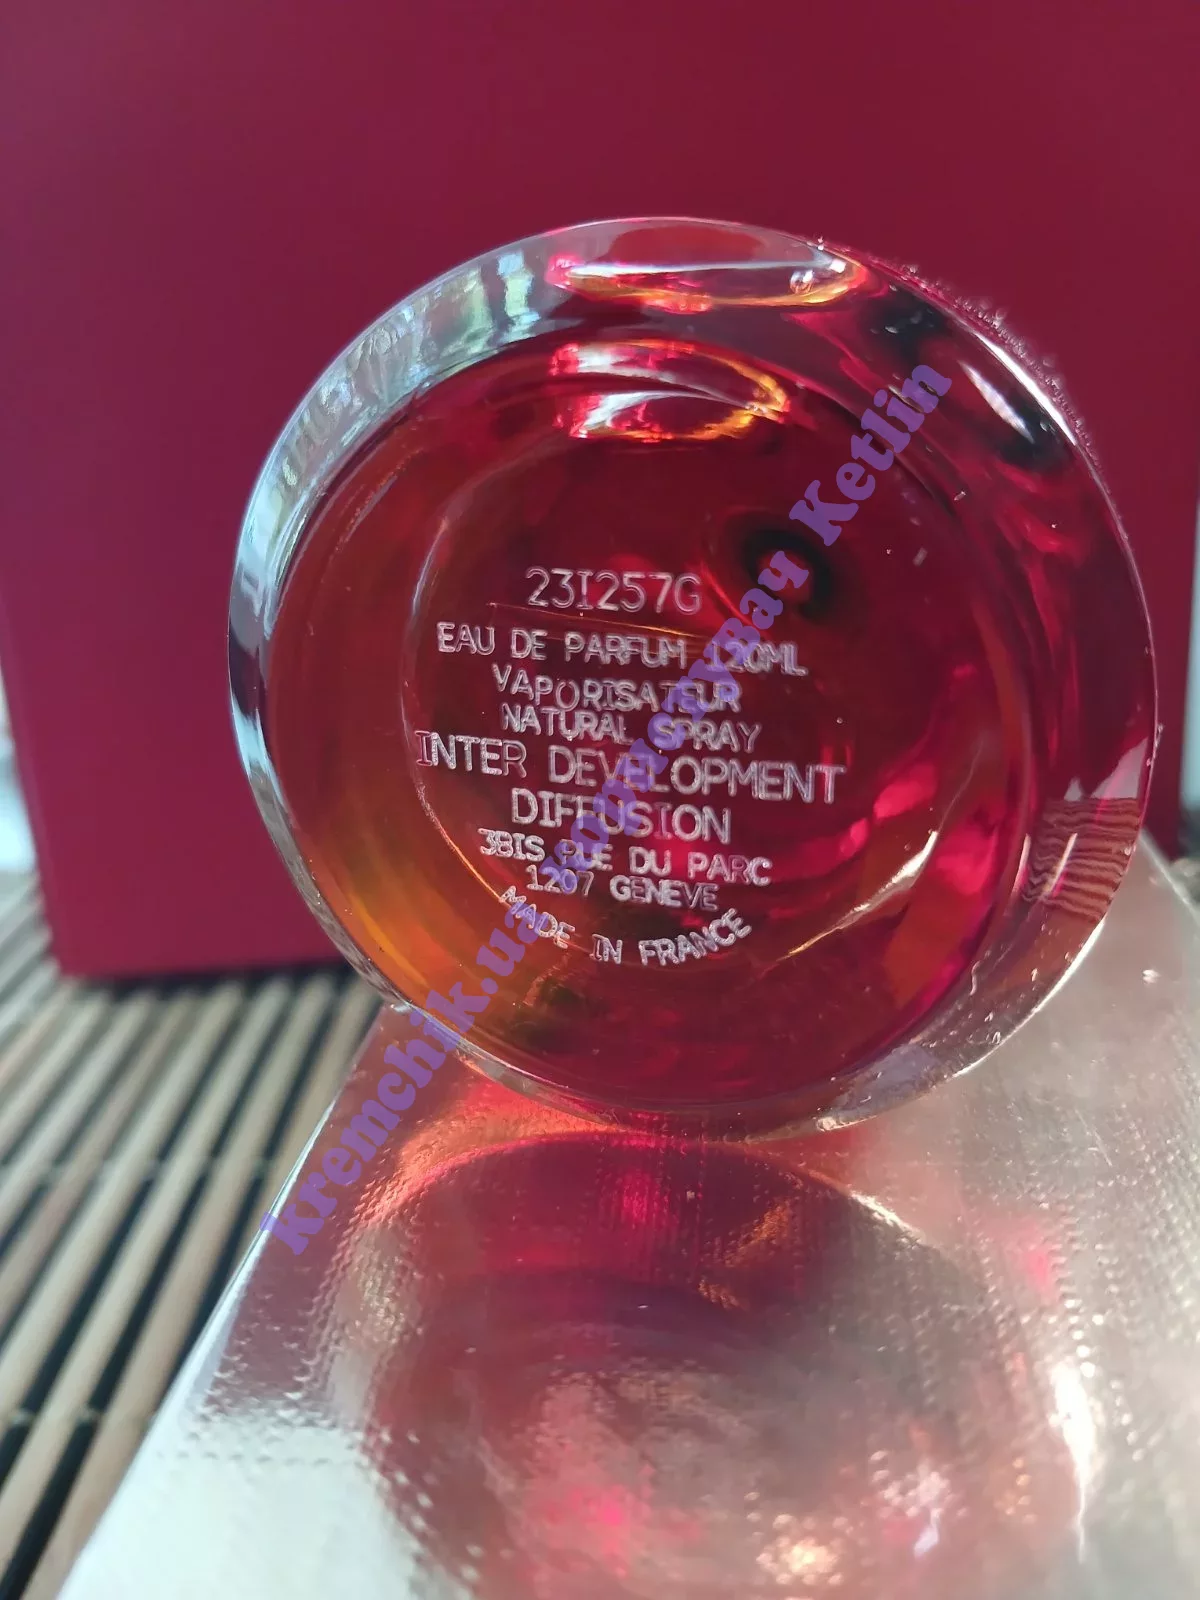 23I257G
EAU DE PARFUM 120ML
VAPORISATEUR
NATURAL SPRAY
INTER DEVELOPMENT
DIFFUSION
3BIS RUE DU PARC
1207 GENEVE
MADE IN FRANCE
kremchik.ua Ketlin